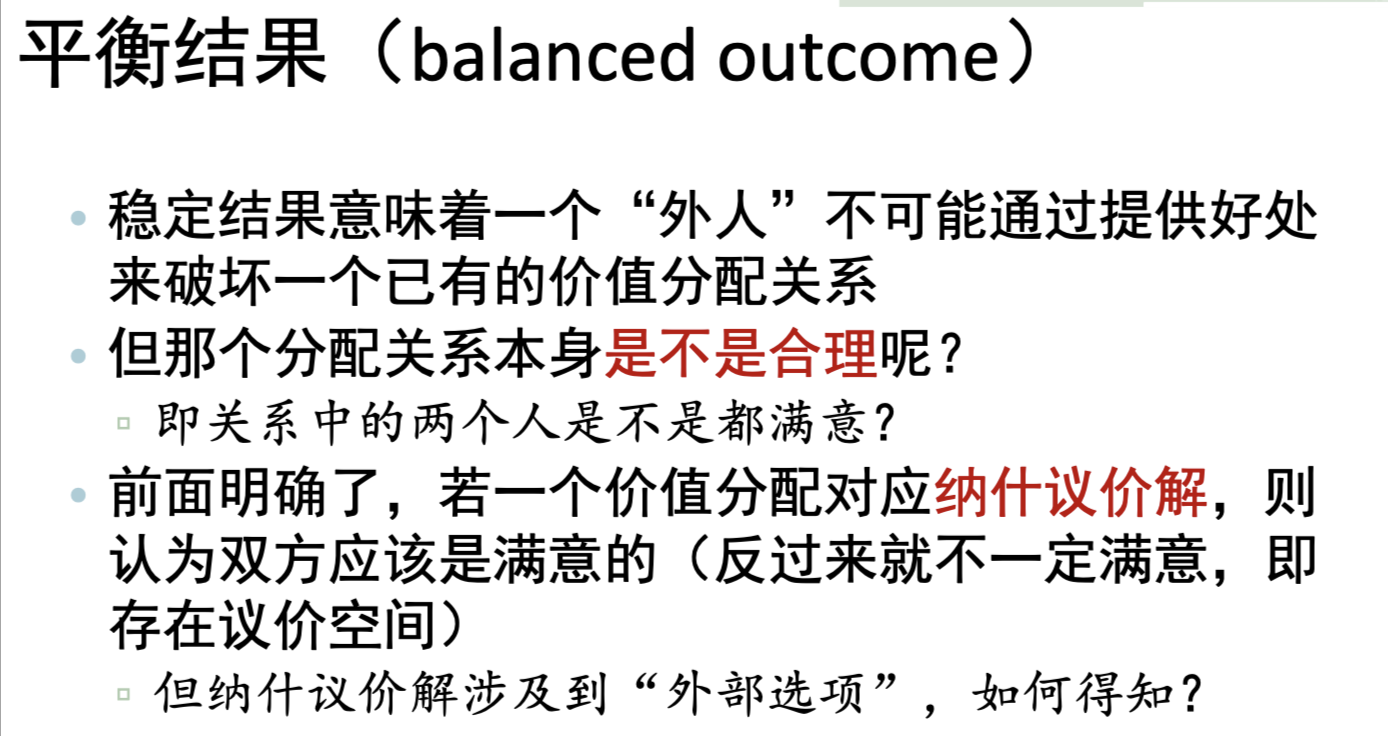 平衡结果（balanced outcome）
• 稳定结果意味着一个“外人”不可能通过提供好处
来破坏一个已有的价值分配关系
• 但那个分配关系本身是不是合理呢？
▫ 即关系中的两个人是不是都满意？
• 前面明确了，若一个价值分配对应纳什议价解，则
认为双方应该是满意的（反过来就不一定满意，即
存在议价空间）
▫ 但纳什议价解涉及到“外部选项”，如何得知？